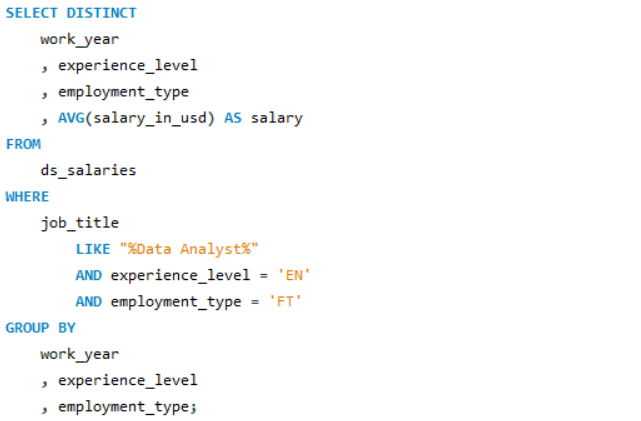 SELECT DISTINCT
work_year
, experience_level
, employment_type
, AVG(salary_in_usd) AS salary
FROM
ds_salaries
WHERE
job_title
LIKE "%Data Analyst%"
AND experience_level = 'EN'
AND employment_type = 'FT'
GROUP BY
work_year
, experience_level
, employment_type;